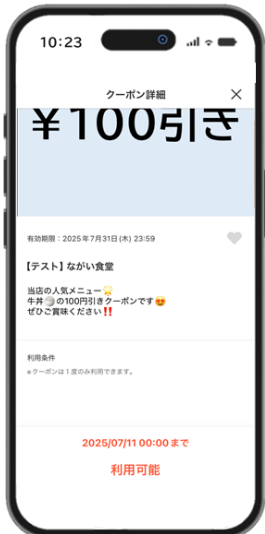 10:23
クーポン詳細
¥100引き
有効期限：2025年7月31日(木) 23:59
【テスト】ながい食堂
当店の人気メニュー
牛丼の100円引きクーポンです😍
ぜひご賞味ください‼️
利用条件
※クーポンは1度のみ利用できます。
2025/07/11 00:00まで
利用可能